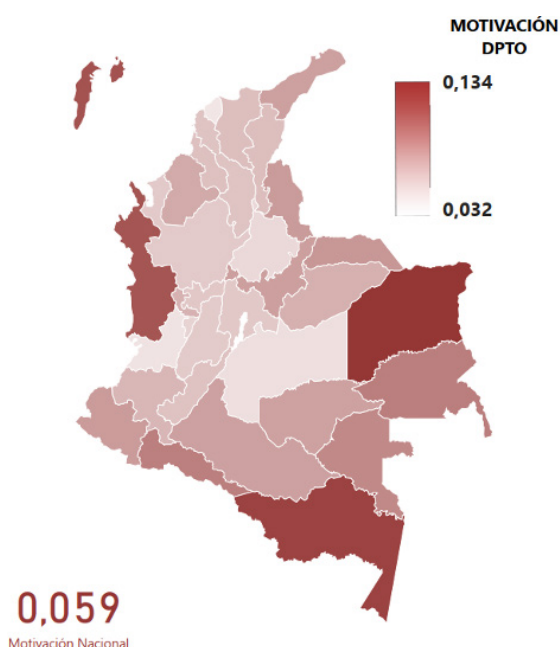 MOTIVACIÓN
DPTO
0,134
0,032
0,059
Motivación Nacional